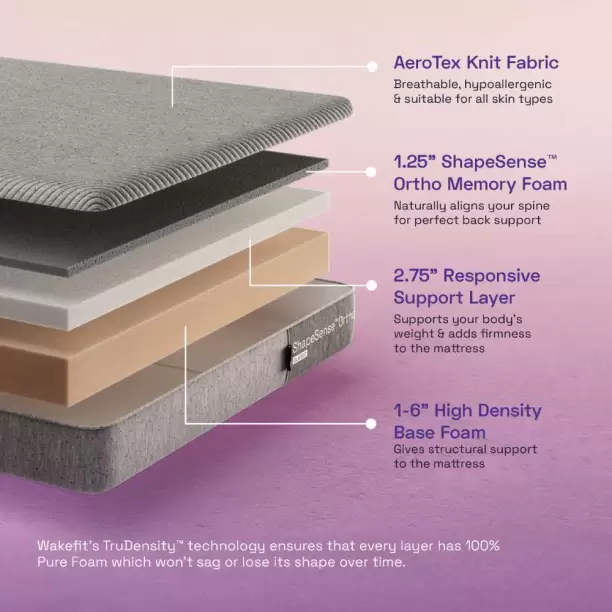 AeroTex Knit Fabric
Breathable, hypoallergenic
& suitable for all skin types
1.25" ShapeSense™
Ortho Memory Foam
Naturally aligns your spine
for perfect back support
2.75" Responsive
Support Layer
Supports your body's
weight & adds firmness
to the mattress
ShapeSense™Ortho
1-6" High Density
Base Foam
Gives structural support
to the mattress
Wakefit's TruDensity™ technology ensures that every layer has 100%
Pure Foam which won't sag or lose its shape over time.